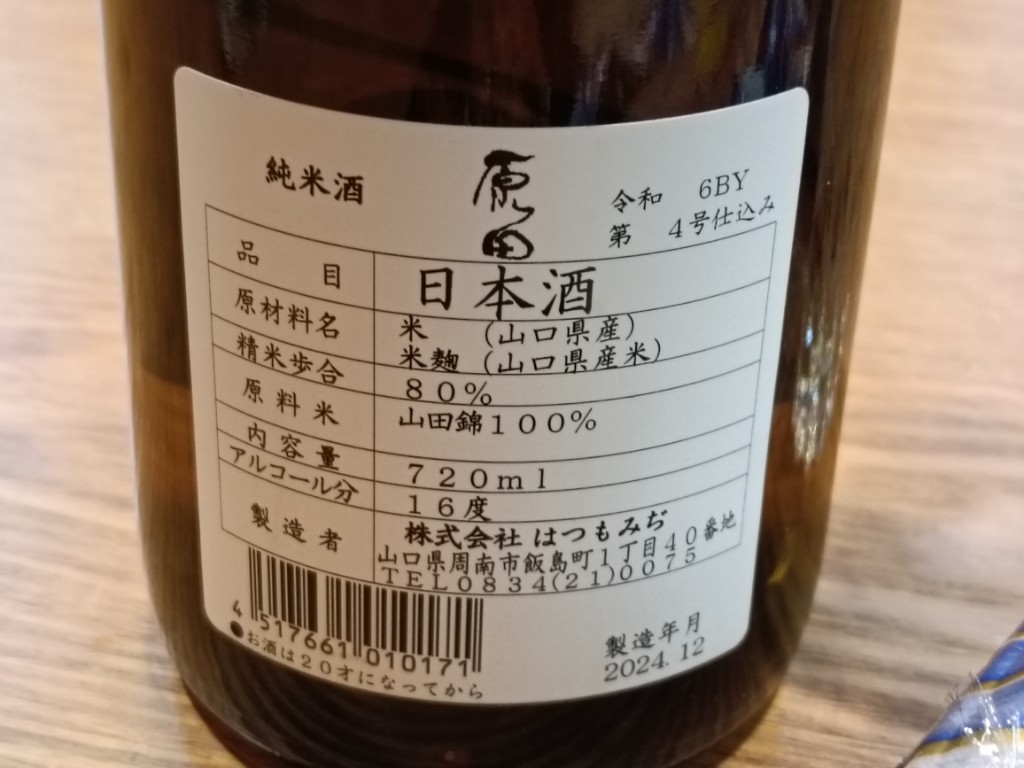 純米酒
原田
令和 6BY
第 4号仕込み
品目 日本酒
原材料名 米 (山口県産)
米麹 (山口県産米)
精米歩合 80%
原料米 山田錦100%
内容量 720ml
アルコール分 16度
製造者 株式会社 はつもみぢ
山口県周南市飯島町1丁目40番地
TEL0834(21)0075
4 517661 010171
●お酒は20才になってから
製造年月
2024.12